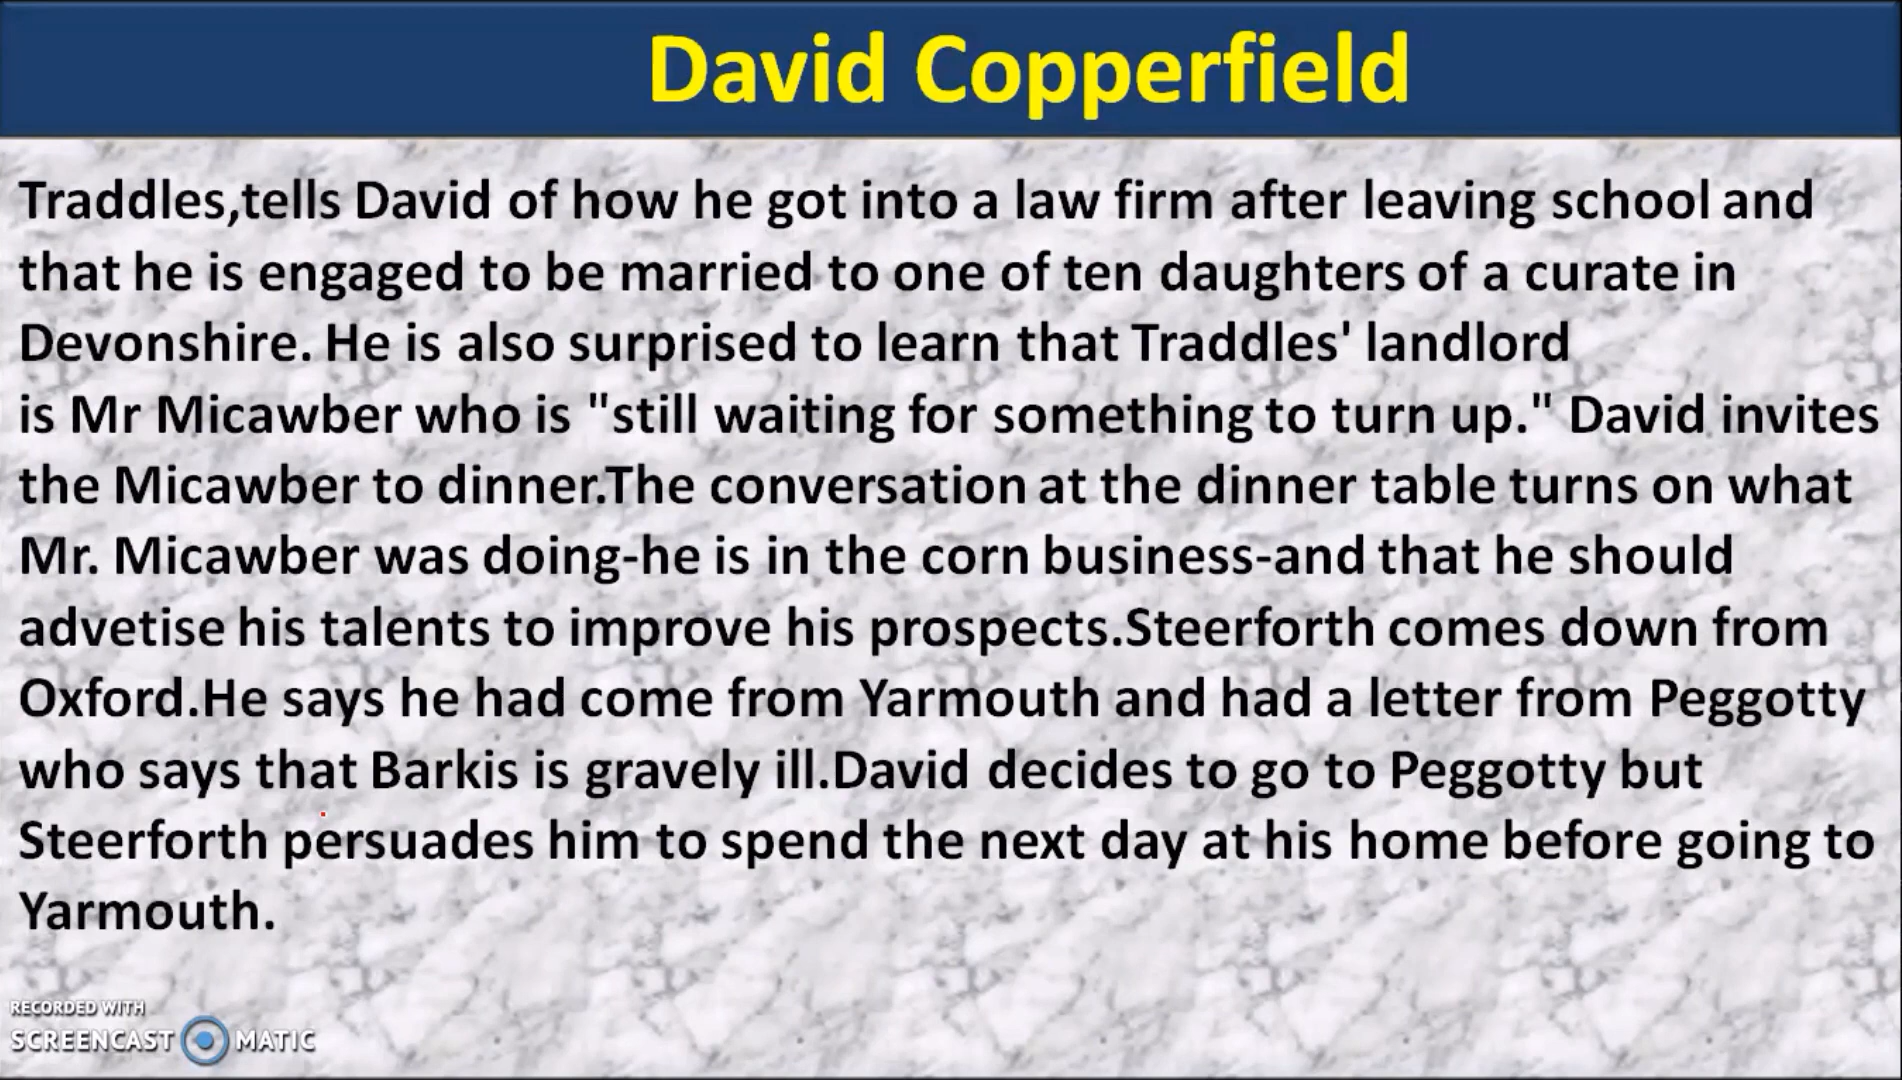 David Copperfield
Traddles,tells David of how he got into a law firm after leaving school and
that he is engaged to be married to one of ten daughters of a curate in
Devonshire. He is also surprised to learn that Traddles' landlord
is Mr Micawber who is "still waiting for something to turn up." David invites
the Micawber to dinner.The conversation at the dinner table turns on what
Mr. Micawber was doing-he is in the corn business-and that he should
advetise his talents to improve his prospects.Steerforth comes down from
Oxford.He says he had come from Yarmouth and had a letter from Peggotty
who says that Barkis is gravely ill.David decides to go to Peggotty but
Steerforth persuades him to spend the next day at his home before going to
Yarmouth.
RECORDED WITH
SCREENCAST MATIC